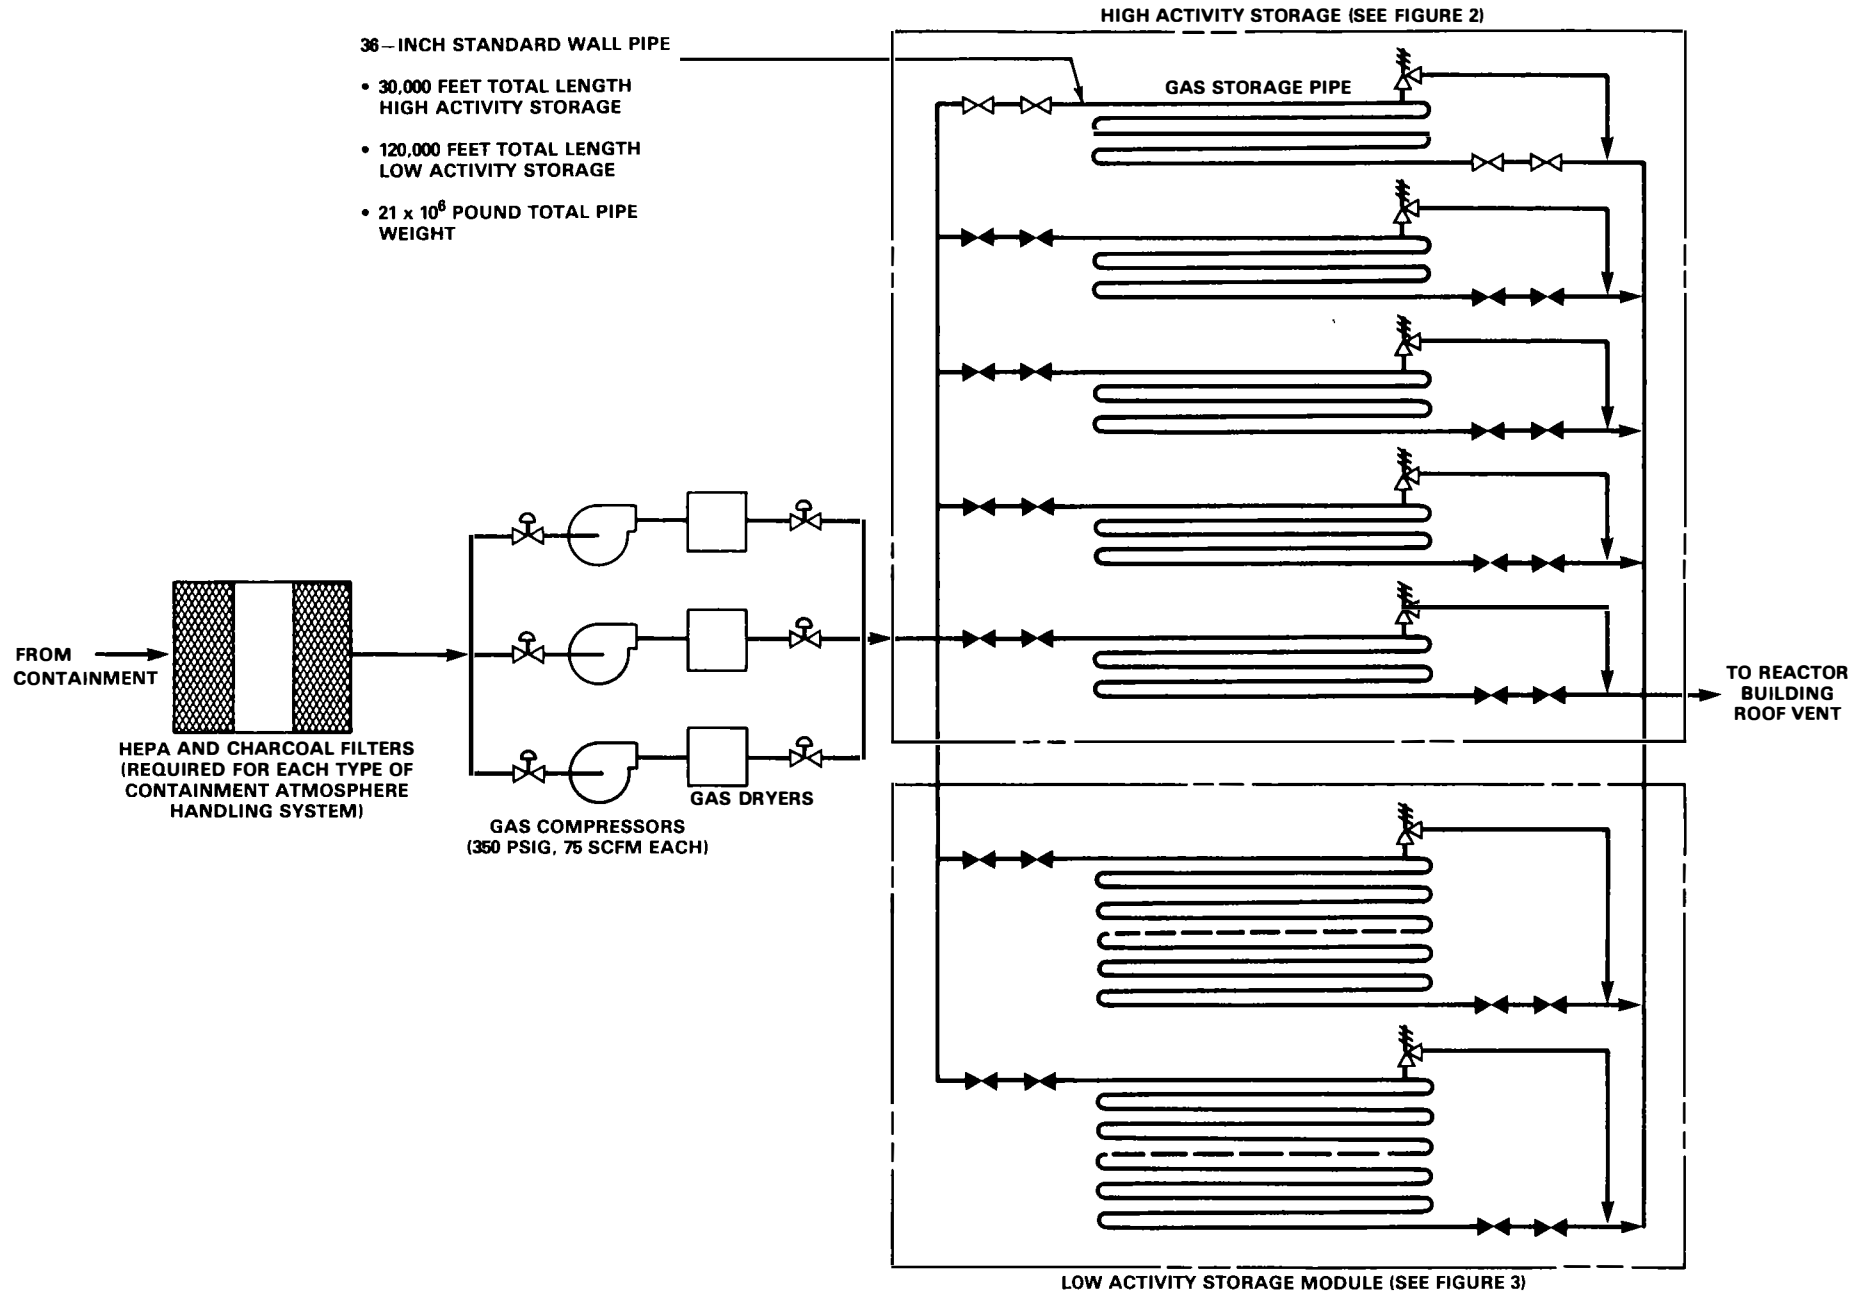 HIGH ACTIVITY STORAGE (SEE FIGURE 2)
36-INCH STANDARD WALL PIPE
• 30,000 FEET TOTAL LENGTH
HIGH ACTIVITY STORAGE
• 120,000 FEET TOTAL LENGTH
LOW ACTIVITY STORAGE
• 21 x 10⁶ POUND TOTAL PIPE
WEIGHT
GAS STORAGE PIPE
FROM
CONTAINMENT
HEPA AND CHARCOAL FILTERS
(REQUIRED FOR EACH TYPE OF
CONTAINMENT ATMOSPHERE
HANDLING SYSTEM)
GAS COMPRESSORS
(350 PSIG, 75 SCFM EACH)
GAS DRYERS
TO REACTOR
BUILDING
ROOF VENT
LOW ACTIVITY STORAGE MODULE (SEE FIGURE 3)